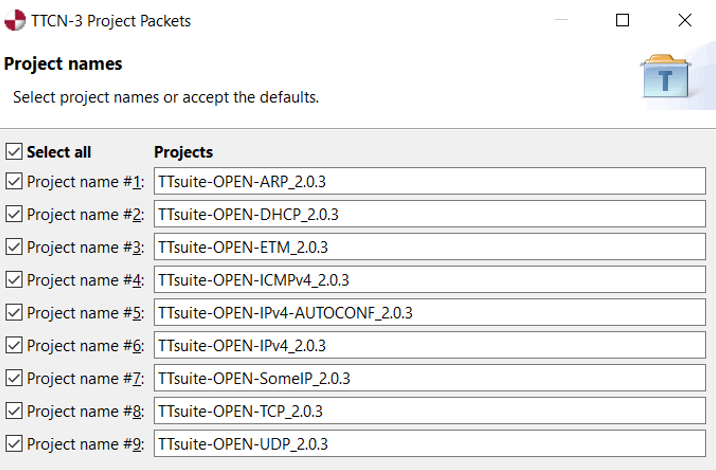 TTCN-3 Project Packets
Project names
Select project names or accept the defaults.
T
Select all Projects
Project name #1: TTsuite-OPEN-ARP_2.0.3
Project name #2: TTsuite-OPEN-DHCP_2.0.3
Project name #3: TTsuite-OPEN-ETM_2.0.3
Project name #4: TTsuite-OPEN-ICMPv4_2.0.3
Project name #5: TTsuite-OPEN-IPv4-AUTOCONF_2.0.3
Project name #6: TTsuite-OPEN-IPv4_2.0.3
Project name #7: TTsuite-OPEN-SomeIP_2.0.3
Project name #8: TTsuite-OPEN-TCP_2.0.3
Project name #9: TTsuite-OPEN-UDP_2.0.3